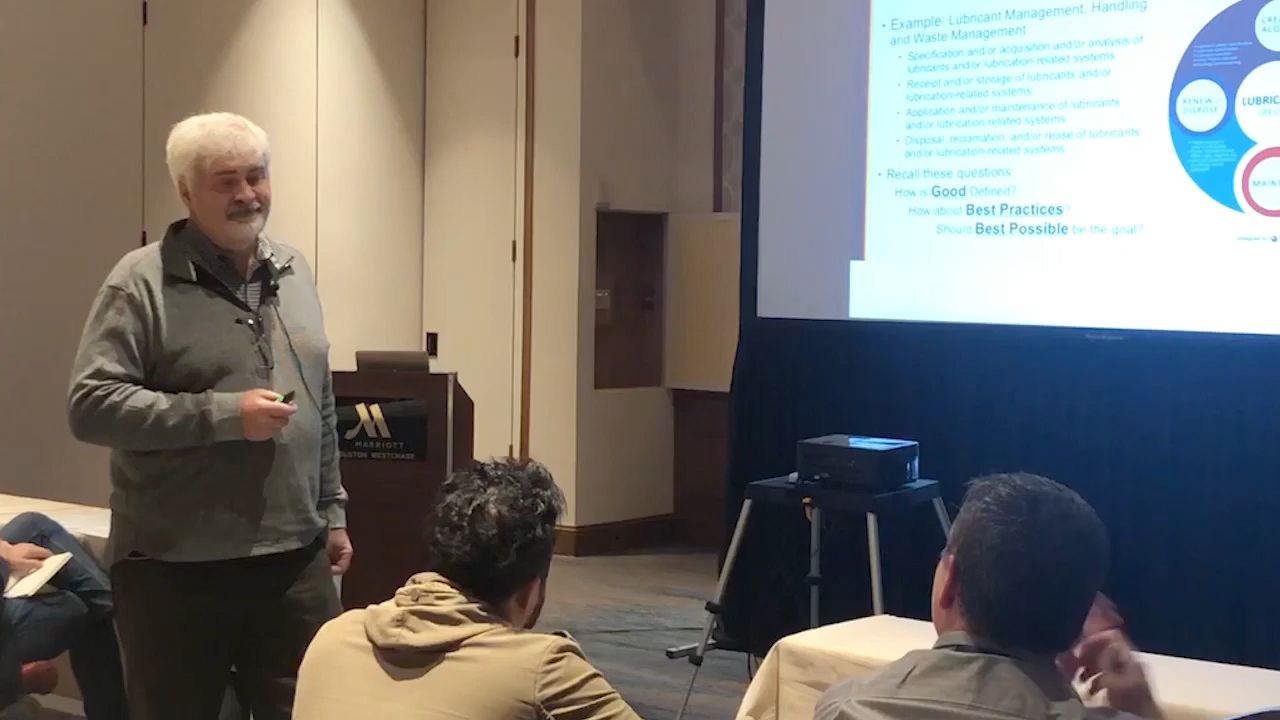 • Example Lubricant Management, Handling
and Waste Management
• Specification and/or acquisition and/or analysis of
lubricants and/or lubrication-related systems
• Receipt and/or storage of lubricants and/or
lubrication-related systems
• Application and/or maintenance of lubricants
and/or lubrication-related systems
• Disposal, reclamation, and/or reuse of lubricants
and/or lubrication-related systems
• Recall these questions
How is Good Defined?
How about Best Practices?
Should Best Possible be the goal?
CRE
ACQ
RENEW /
DISPOSE
LUBRIC
MAIN
MARRIOTT
HOUSTON WESTCHASE